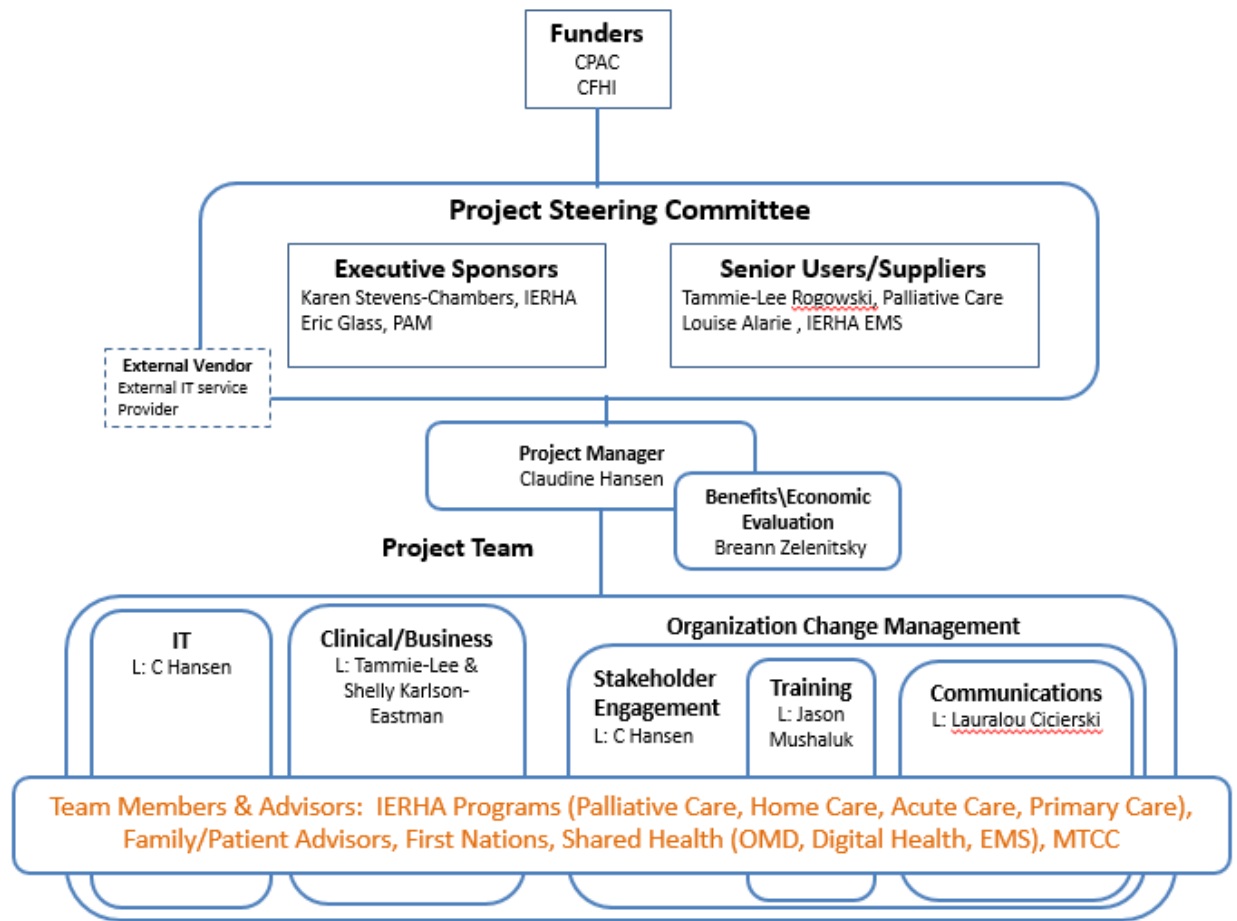 Funders
CPAC
CFHI
Project Steering Committee
Executive Sponsors
Karen Stevens-Chambers, IERHA
Eric Glass, PAM
Senior Users/Suppliers
Tammie-Lee Rogowski, Palliative Care
Louise Alarie , IERHA EMS
External Vendor
External IT service
Provider
Project Manager
Claudine Hansen
Benefits\Economic
Evaluation
Breann Zelenitsky
Project Team
IT
L: C Hansen
Clinical/Business
L: Tammie-Lee &
Shelly Karlson-
Eastman
Organization Change Management
Stakeholder
Engagement
L: C Hansen
Training
L: Jason
Mushaluk
Communications
L: Lauralou Cicierski
Team Members & Advisors:  IERHA Programs (Palliative Care, Home Care, Acute Care, Primary Care),
Family/Patient Advisors, First Nations, Shared Health (OMD, Digital Health, EMS), MTCC